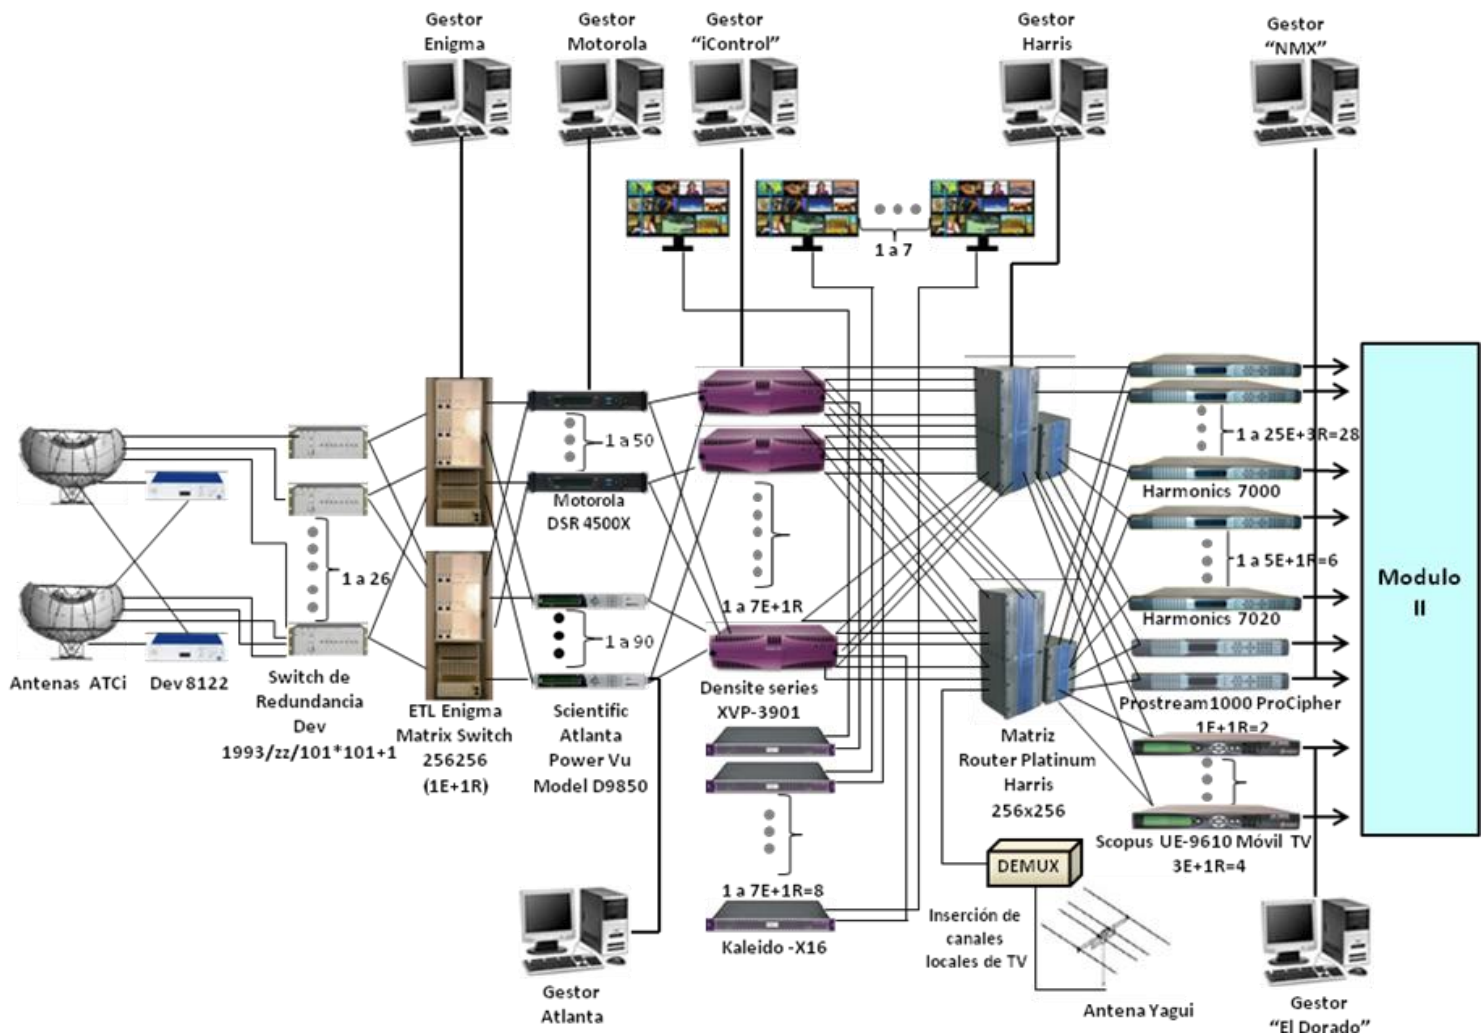 Gestor
Enigma
Gestor
Motorola
Gestor
“iControl”
Gestor
Harris
Gestor
“NMX”
1 a 7
1 a 50
Motorola
DSR 4500X
1 a 25E+3R=28
Harmonics 7000
1 a 5E+1R=6
Harmonics 7020
Modulo
II
1 a 26
1 a 7E+1R
1 a 90
Antenas ATCi
Dev 8122
Switch de
Redundancia
Dev
1993/zz/101*101+1
ETL Enigma
Matrix Switch
256256
(1E+1R)
Scientific
Atlanta
Power Vu
Model D9850
Densite series
XVP-3901
Matriz
Router Platinum
Harris
256x256
Prostream1000 ProCipher
1E+1R=2
Scopus UE-9610 Móvil TV
3E+1R=4
DEMUX
1 a 7E+1R=8
Kaleido -X16
Inserción de
canales
locales de TV
Antena Yagui
Gestor
Atlanta
Gestor
“El Dorado”